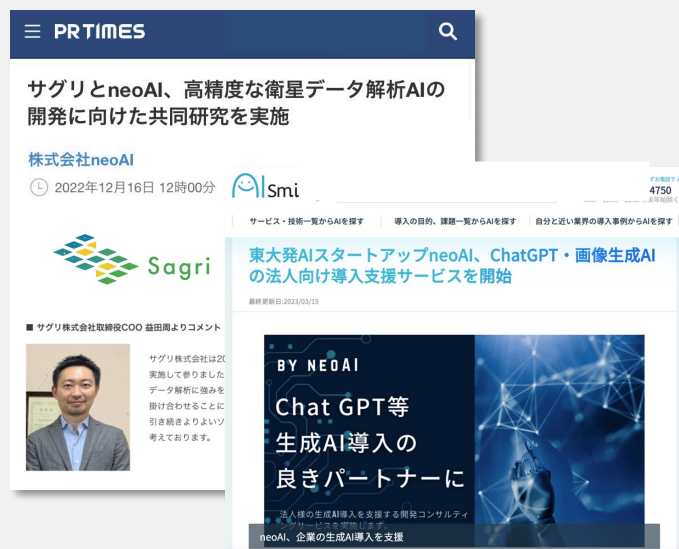 PR TIMES
サグリとneoAI、高精度な衛星データ解析AIの
開発に向けた共同研究を実施
株式会社neoAI
2022年12月16日 12時00分
Sagri
■ サグリ株式会社取締役COO 益田周よりコメント
サグリ株式会社は20
実施して参りました
データ解析に強みを
掛け合わせることに
引き続きよりよいソ
考えております。
AIsmi
4750
サービス・技術一覧からAIを探す
導入の目的、課題一覧からAIを探す
自分と近い業界の導入事例からAIを探す
東大発AIスタートアップneoAI、ChatGPT・画像生成AI
の法人向け導入支援サービスを開始
最終更新日:2023/03/15
BY NEOAI
Chat GPT等
生成AI導入の
良きパートナーに
法人様の生成AI導入を支援する開発コンサルティ
ングサービスを実施します。
neoAI、企業の生成AI導入を支援